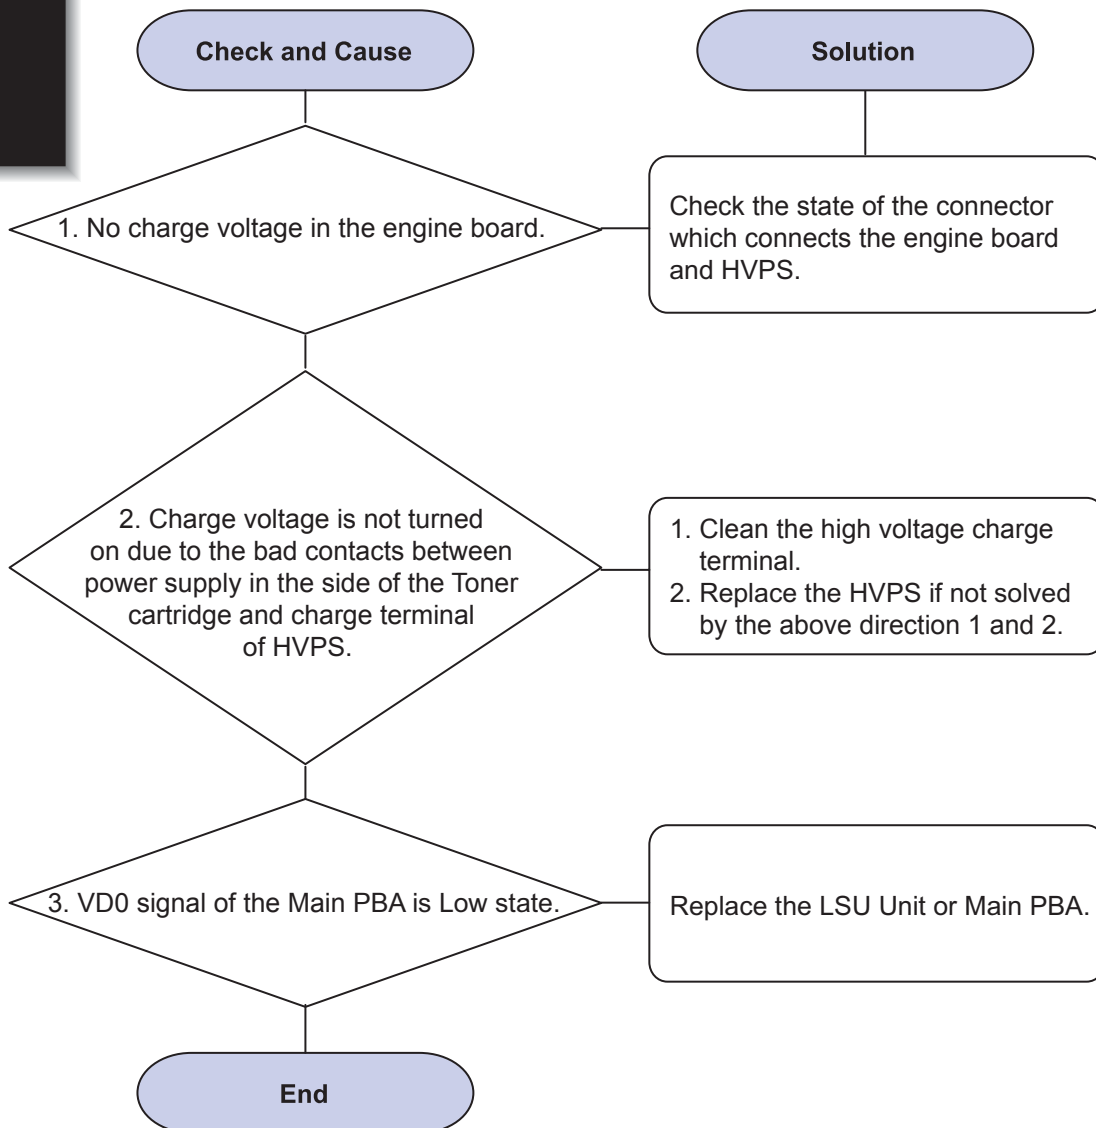 Check and Cause
Solution
1. No charge voltage in the engine board.
Check the state of the connector
which connects the engine board
and HVPS.
2. Charge voltage is not turned
on due to the bad contacts between
power supply in the side of the Toner
cartridge and charge terminal
of HVPS.
1. Clean the high voltage charge
terminal.
2. Replace the HVPS if not solved
by the above direction 1 and 2.
3. VD0 signal of the Main PBA is Low state.
Replace the LSU Unit or Main PBA.
End